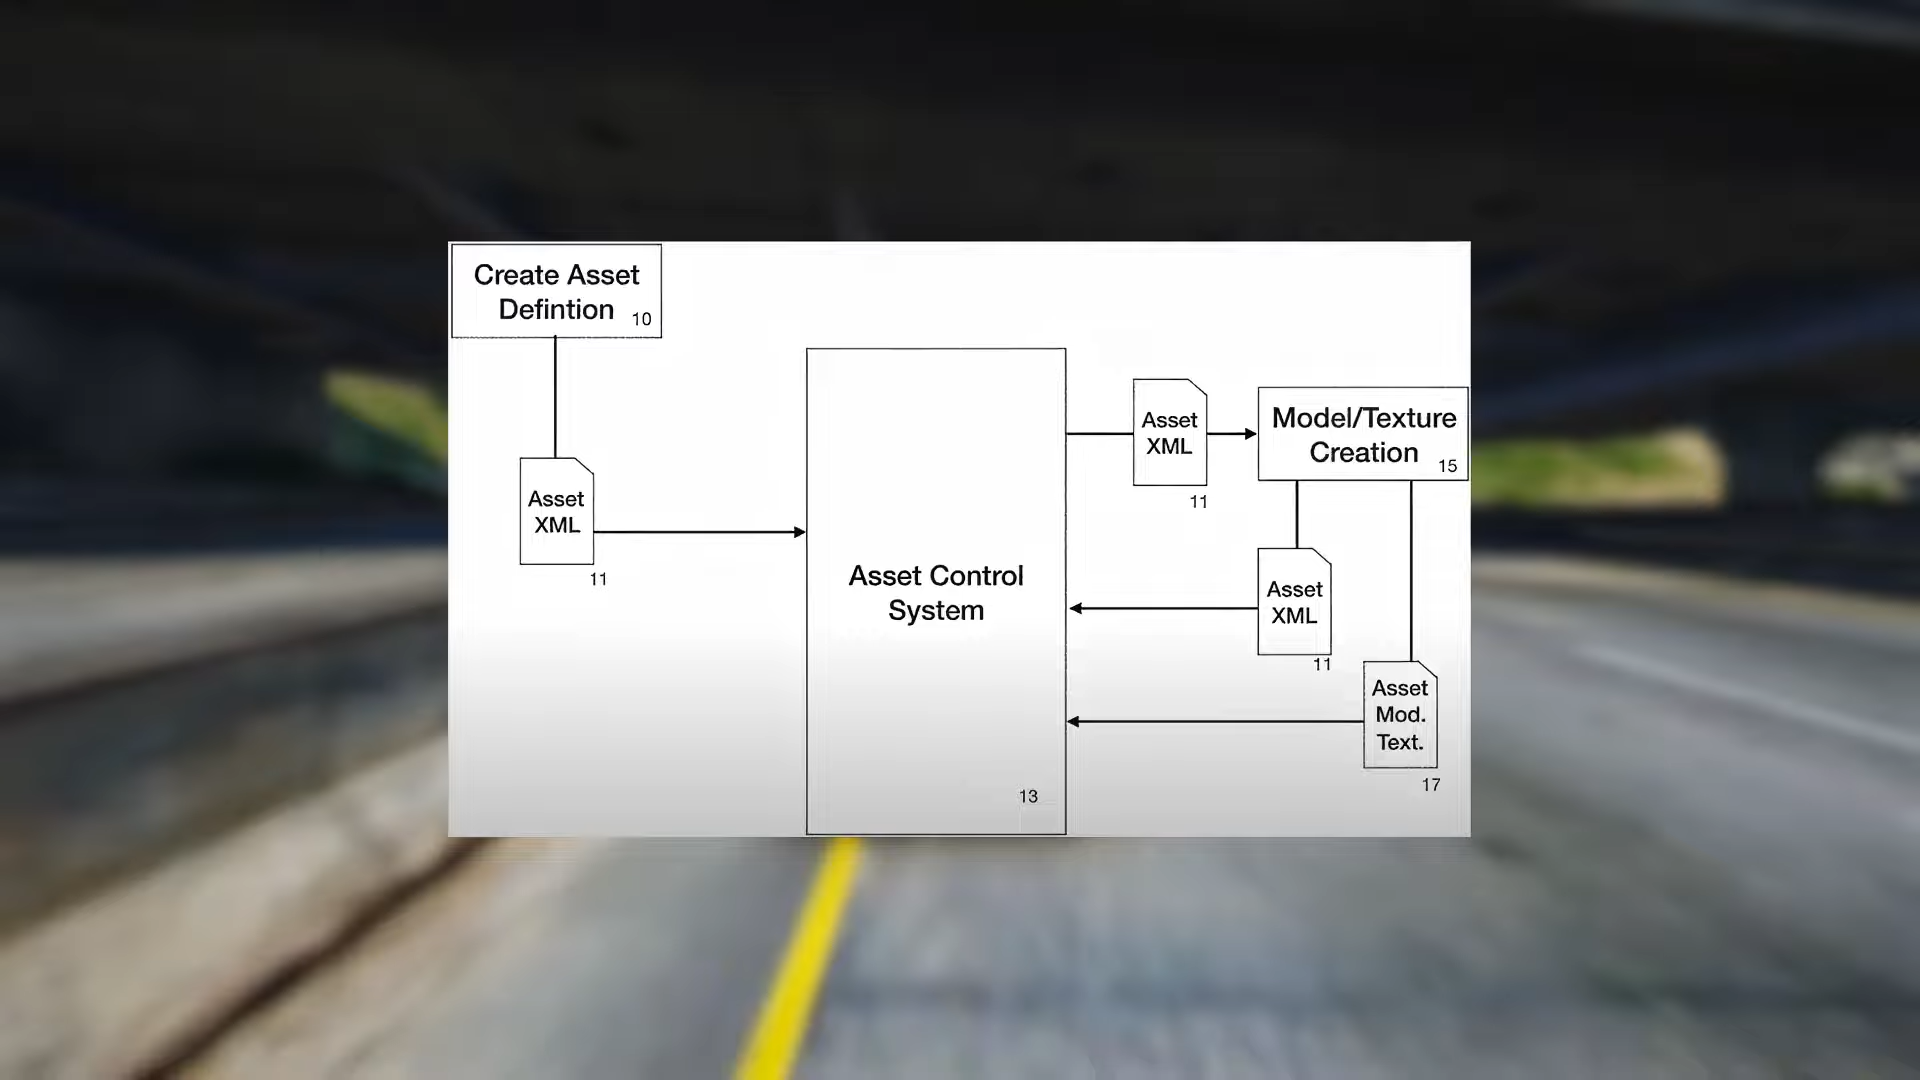 Create Asset
Defintion
10
Asset
XML
11
Asset Control
System
13
Asset
XML
11
Model/Texture
Creation
15
Asset
XML
11
Asset
Mod.
Text.
17